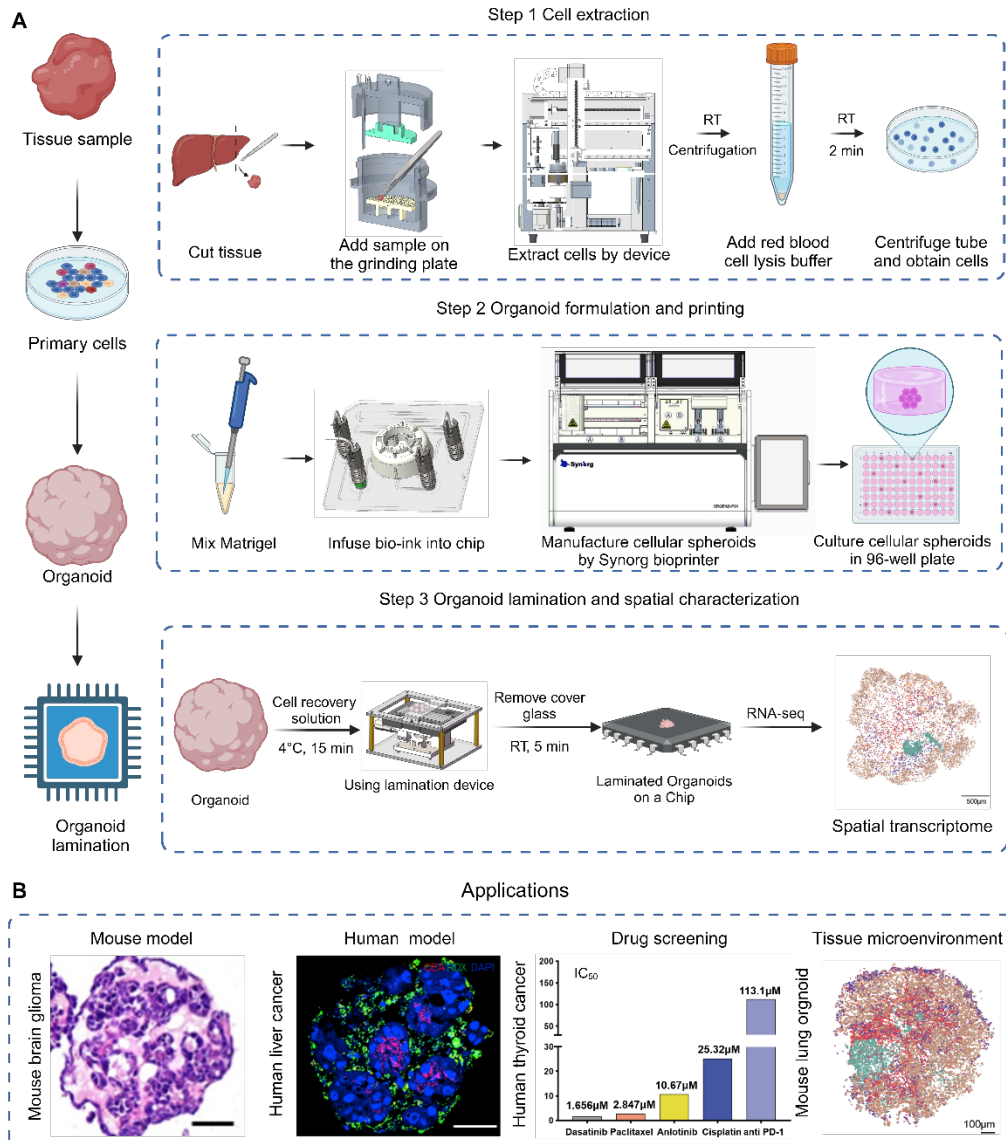 A
Step 1 Cell extraction
Tissue sample
Cut tissue
Add sample on
the grinding plate
Extract cells by device
RT
Centrifugation
Add red blood
cell lysis buffer
RT
2 min
Centrifuge tube
and obtain cells
Primary cells
Step 2 Organoid formulation and printing
Mix Matrigel
Infuse bio-ink into chip
Synorg
A
B
A
B
Manufacture cellular spheroids
by Synorg bioprinter
Culture cellular spheroids
in 96-well plate
Organoid
Step 3 Organoid lamination and spatial characterization
Organoid
Cell recovery
solution
4°C, 15 min
Using lamination device
Remove cover
glass
RT, 5 min
Laminated Organoids
on a Chip
RNA-seq
500μm
Spatial transcriptome
Organoid
lamination
B
Applications
Mouse model
Mouse brain glioma
Human model
Human liver cancer
CEA/PDX DAPI
Drug screening
Human thyroid cancer
IC50
200
150
100
50
30
20
10
0
1.656μM
2.847μM
10.67μM
25.32μM
113.1μM
Dasatinib Paclitaxel Anlotinib Cisplatin anti PD-1
Tissue microenvironment
Mouse lung orgnoid
100μm